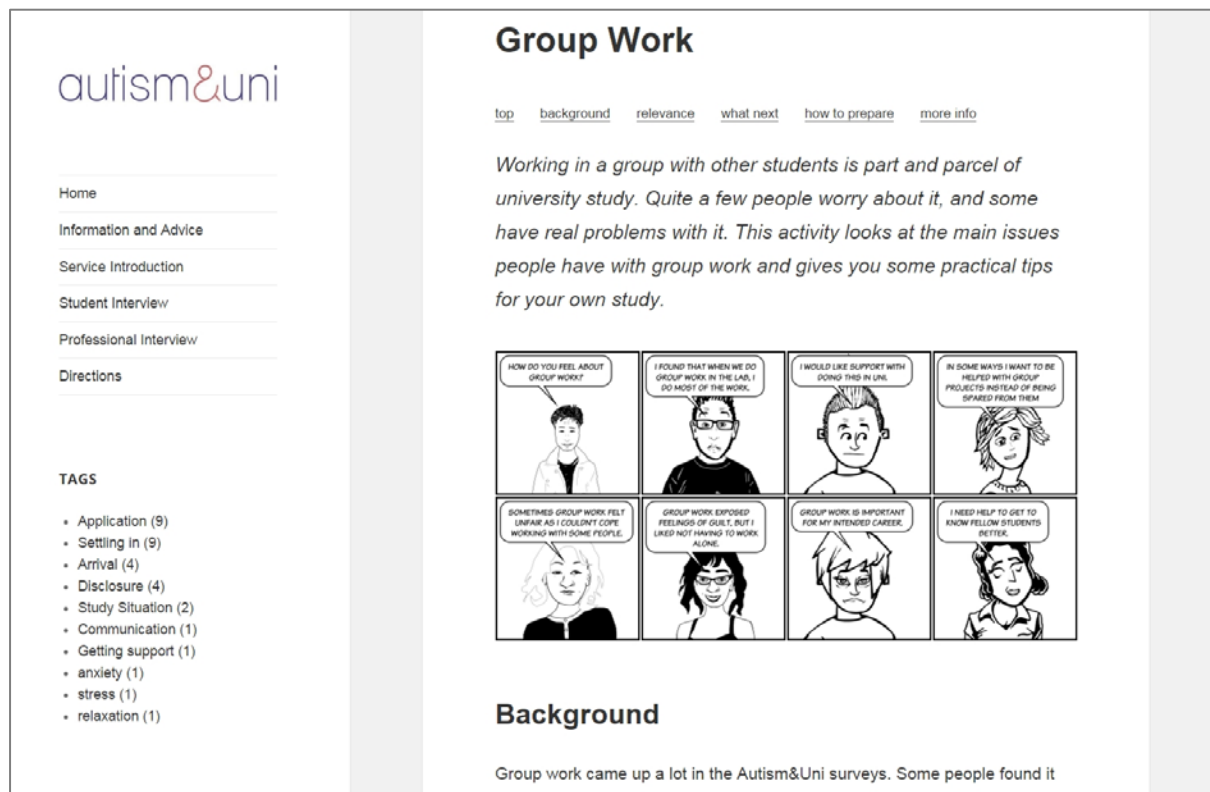 autism&uni
Home
Information and Advice
Service Introduction
Student Interview
Professional Interview
Directions
TAGS
Application (9)
Settling in (9)
Arrival (4)
Disclosure (4)
Study Situation (2)
Communication (1)
Getting support (1)
anxiety (1)
stress (1)
relaxation (1)
Group Work
top background relevance what next how to prepare more info
Working in a group with other students is part and parcel of
university study. Quite a few people worry about it, and some
have real problems with it. This activity looks at the main issues
people have with group work and gives you some practical tips
for your own study.
HOW DO YOU FEEL ABOUT
GROUP WORK?
I FOUND THAT WHEN WE DO
GROUP WORK IN THE LAB, I
DO MOST OF THE WORK.
I WOULD LIKE SUPPORT WITH
DOING THIS IN UNI.
IN SOME WAYS I WANT TO BE
HELPED WITH GROUP
PROJECTS INSTEAD OF BEING
SPARED FROM THEM
SOMETIMES GROUP WORK FELT
UNFAIR AS I COULDN'T COPE
WORKING WITH SOME PEOPLE.
GROUP WORK EXPOSED
FEELINGS OF GUILT, BUT I
LIKED NOT HAVING TO WORK
ALONE.
GROUP WORK IS IMPORTANT
FOR MY INTENDED CAREER.
I NEED HELP TO GET TO
KNOW FELLOW STUDENTS
BETTER.
Background
Group work came up a lot in the Autism&Uni surveys. Some people found it